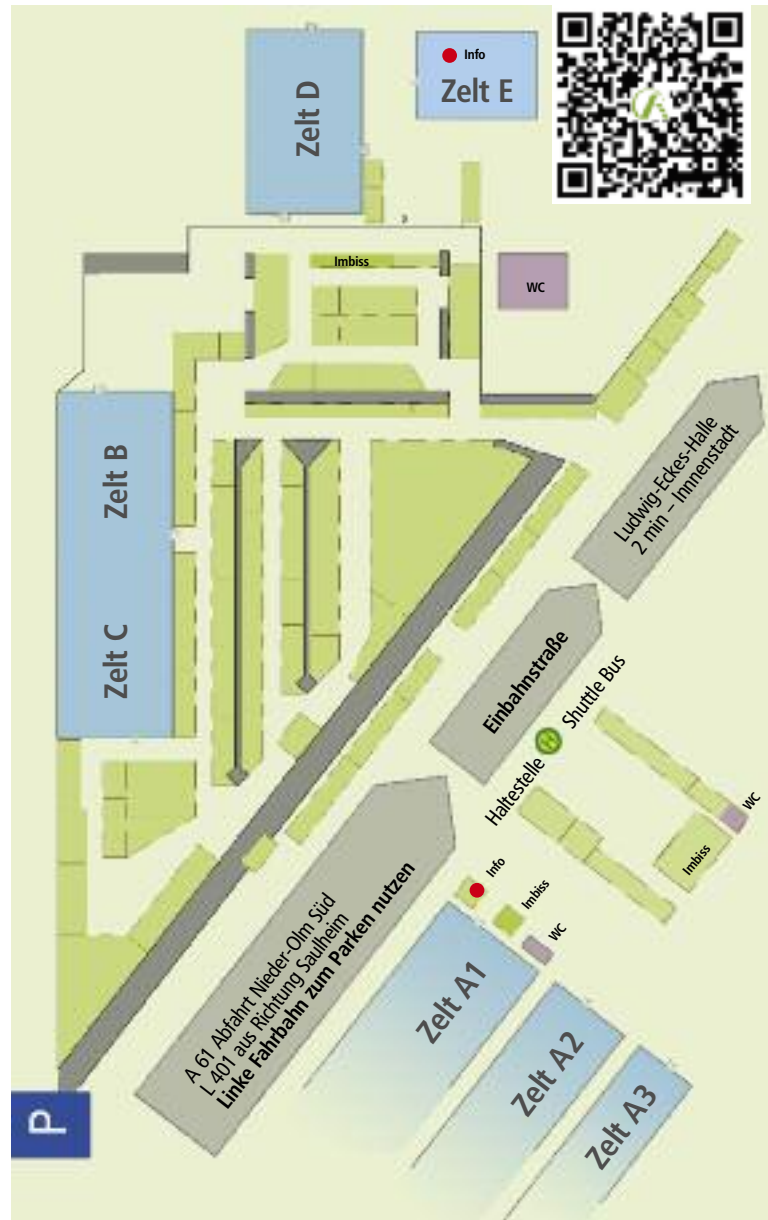 Zelt D
Info
Zelt E
Imbiss
WC
Zelt B
Zelt C
Ludwig-Eckes-Halle
2 min – Innnenstadt
Einbahnstraße
Haltestelle
H
Shuttle Bus
WC
Imbiss
Info
Imbiss
WC
A 61 Abfahrt Nieder-Olm Süd
L 401 aus Richtung Saulheim
Linke Fahrbahn zum Parken nutzen
Zelt A1
Zelt A2
Zelt A3
P